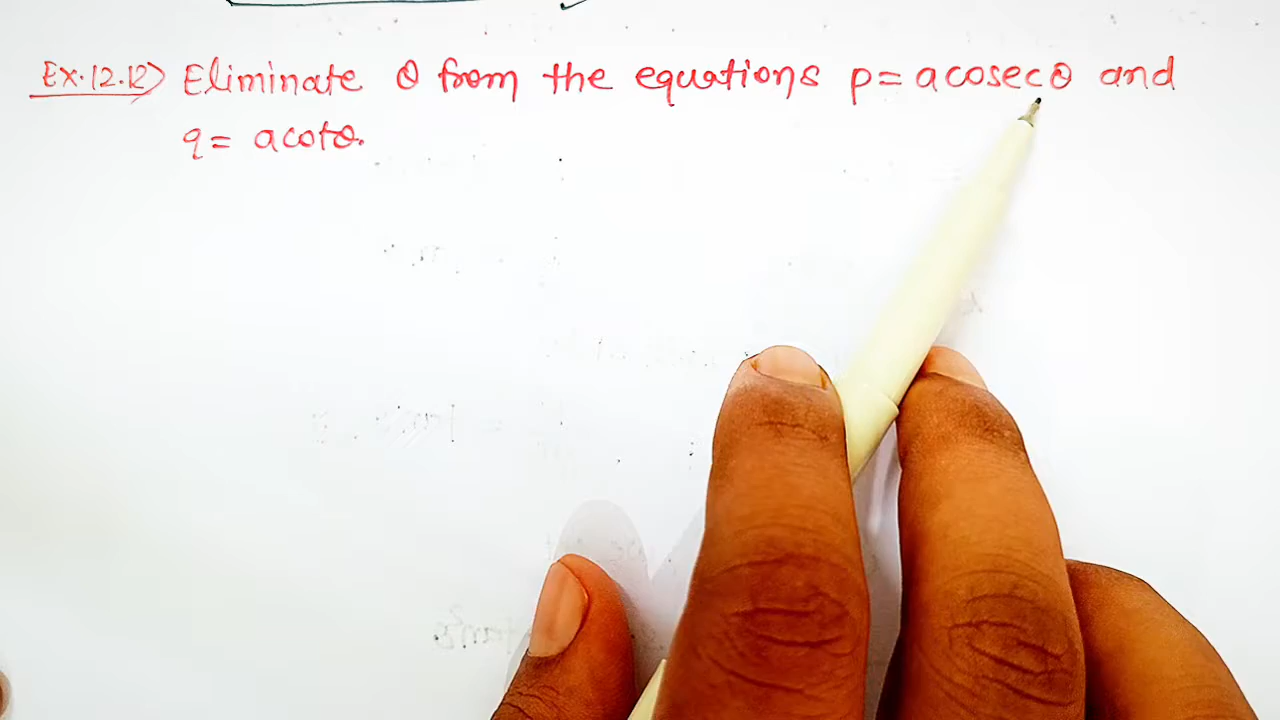 Ex.12.12) Eliminate θ from the equations p = acosecθ and
q = acotθ.